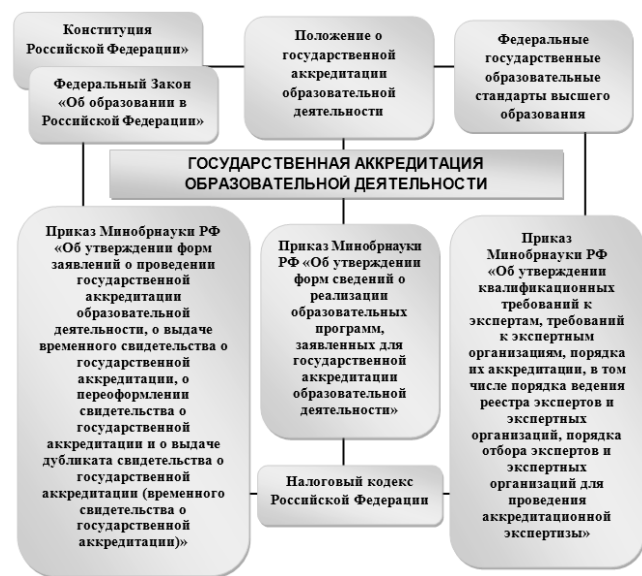 Конституция
Российской Федерации»
Федеральный Закон
«Об образовании в
Российской Федерации»
Положение о
государственной
аккредитации
образовательной
деятельности
Федеральные
государственные
образовательные
стандарты высшего
образования
ГОСУДАРСТВЕННАЯ АККРЕДИТАЦИЯ
ОБРАЗОВАТЕЛЬНОЙ ДЕЯТЕЛЬНОСТИ
Приказ Минобрнауки РФ
«Об утверждении форм
заявлений о проведении
государственной
аккредитации
образовательной
деятельности, о выдаче
временного свидетельства о
государственной
аккредитации, о
переоформлении
свидетельства о
государственной
аккредитации и о выдаче
дубликата свидетельства о
государственной
аккредитации (временного
свидетельства о
государственной
аккредитации)»
Приказ Минобрнауки
РФ «Об утверждении
форм сведений о
реализации
образовательных
программ,
заявленных для
государственной
аккредитации
образовательной
деятельности»
Приказ
Минобрнауки РФ
«Об утверждении
квалификационных
требований к
экспертам, требований
к экспертным
организациям, порядка
их аккредитации, в том
числе порядка ведения
реестра экспертов и
экспертных
организаций, порядка
отбора экспертов и
экспертных
организаций для
проведения
аккредитационной
экспертизы»
Налоговый кодекс
Российской Федерации